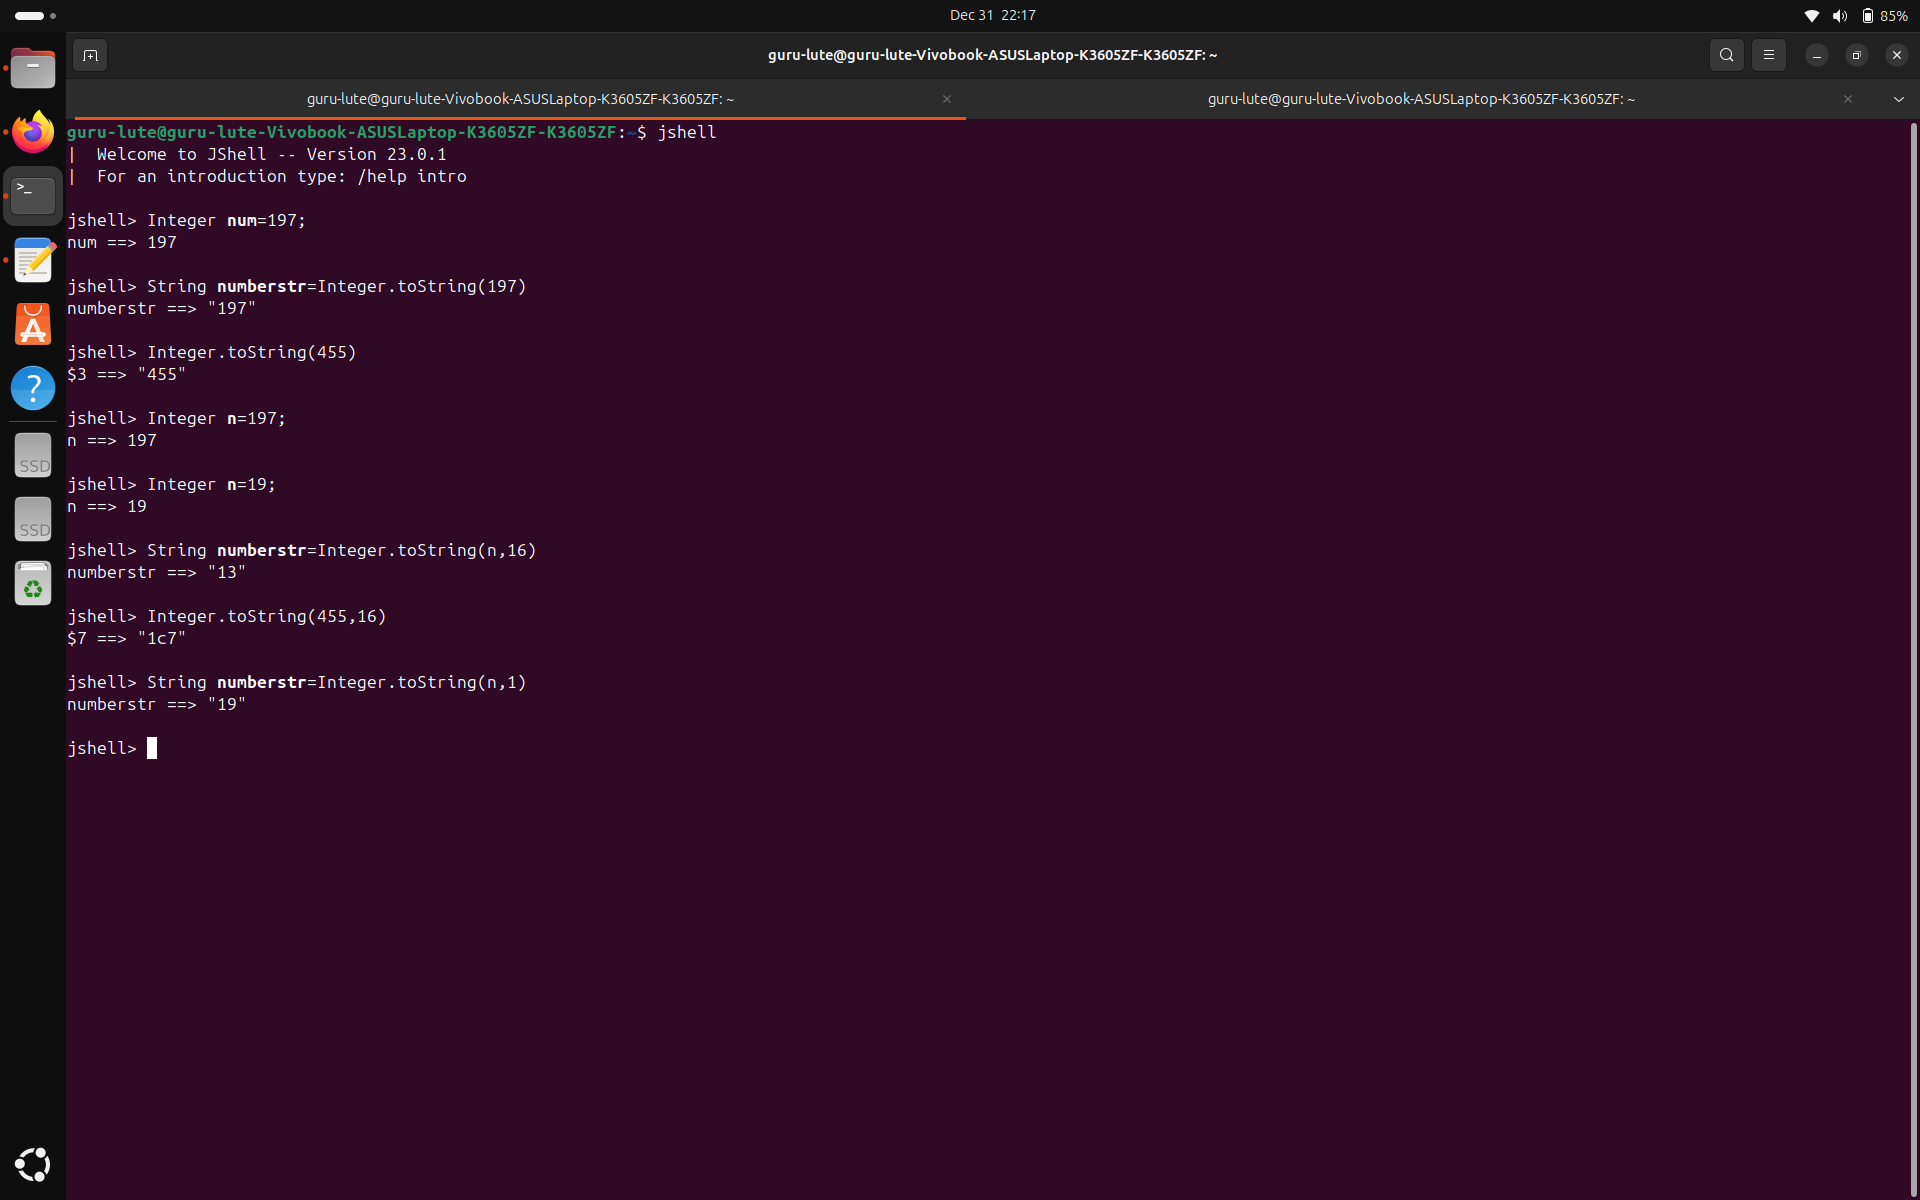 Dec 31 22:17
85%
guru-lute@guru-lute-Vivobook-ASUSLaptop-K3605ZF-K3605ZF: ~
guru-lute@guru-lute-Vivobook-ASUSLaptop-K3605ZF-K3605ZF: ~
guru-lute@guru-lute-Vivobook-ASUSLaptop-K3605ZF-K3605ZF: ~
guru-lute@guru-lute-Vivobook-ASUSLaptop-K3605ZF-K3605ZF:~$ jshell
|  Welcome to JShell -- Version 23.0.1
|  For an introduction type: /help intro
jshell> Integer num=197;
num ==> 197
jshell> String numberstr=Integer.toString(197)
numberstr ==> "197"
jshell> Integer.toString(455)
$3 ==> "455"
jshell> Integer n=197;
n ==> 197
jshell> Integer n=19;
n ==> 19
jshell> String numberstr=Integer.toString(n,16)
numberstr ==> "13"
jshell> Integer.toString(455,16)
$7 ==> "1c7"
jshell> String numberstr=Integer.toString(n,1)
numberstr ==> "19"
jshell>
SSD
SSD